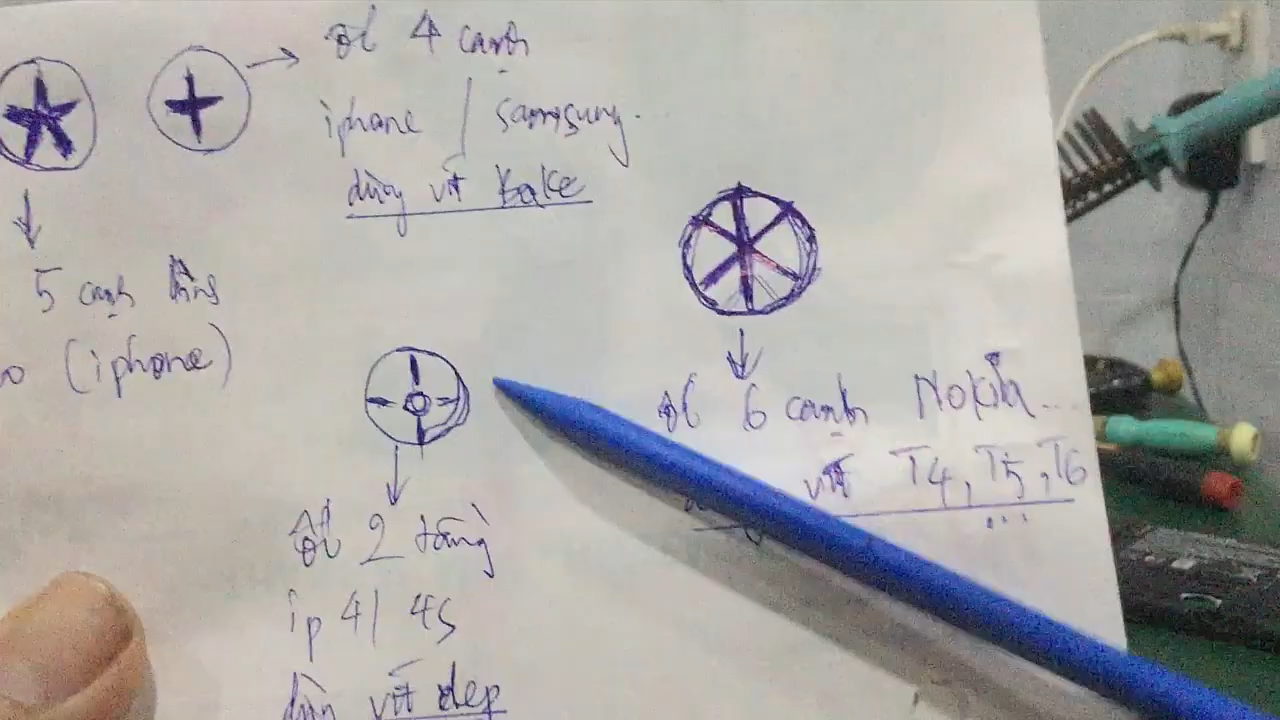 ốc 4 cạnh
iphone / samsung.
dùng vít bake
5 cạnh
(iphone)
ốc 6 cạnh Nokia...
vít T4, T5, T6
...
ốc 2 tầng
ip 4 / 4s
vít dẹp